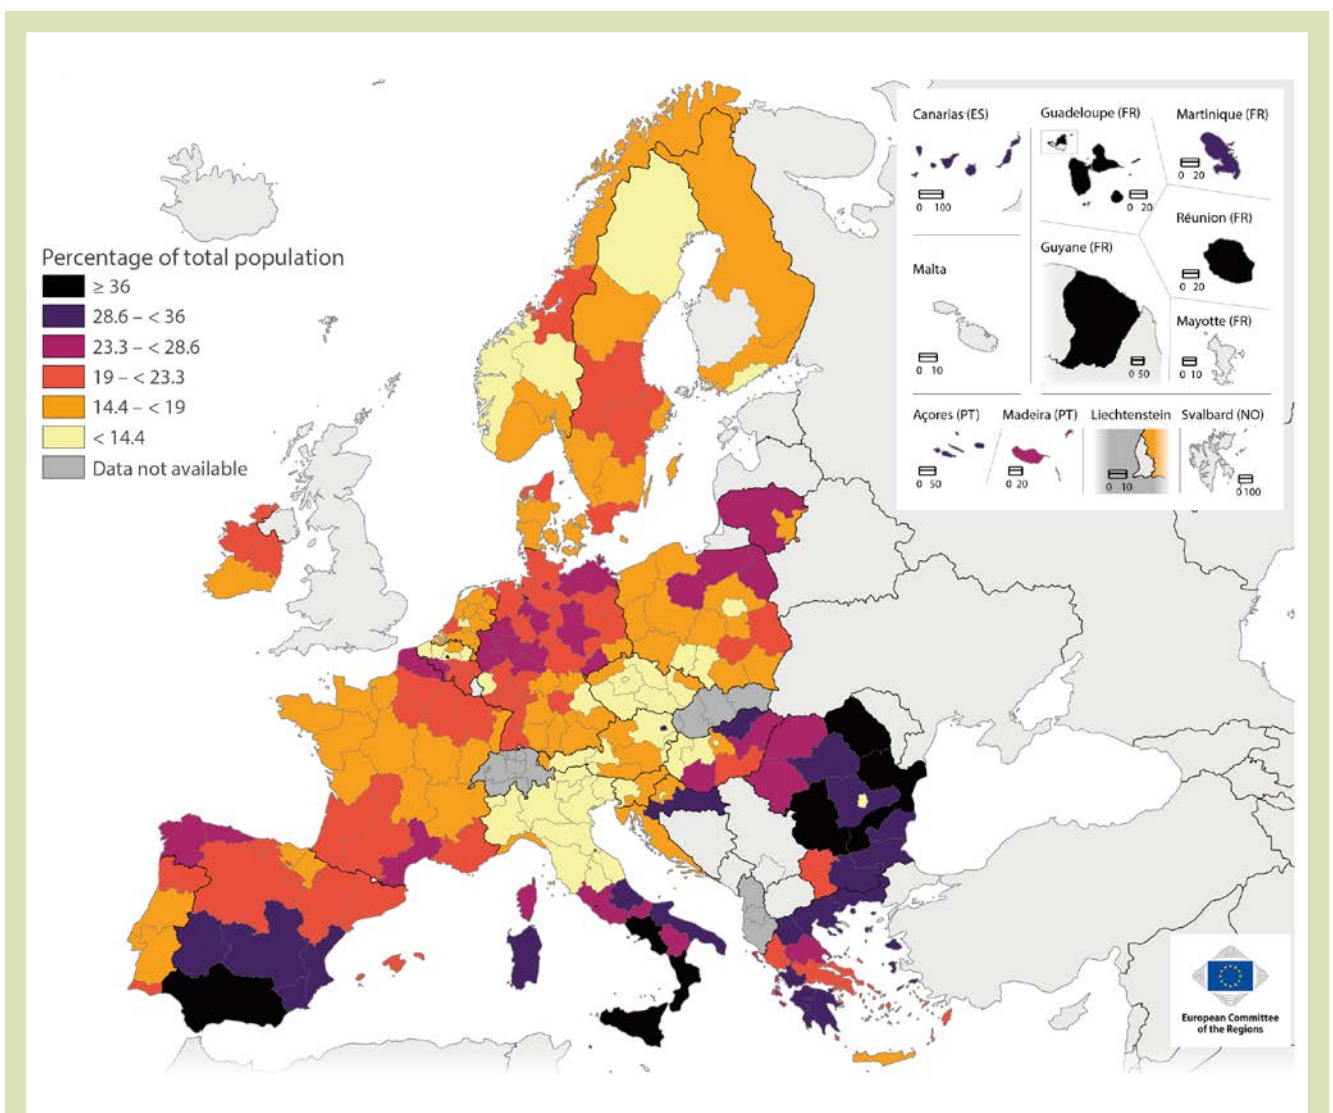 Percentage of total population
≥ 36
28.6 – < 36
23.3 – < 28.6
19 – < 23.3
14.4 – < 19
< 14.4
Data not available
Canarias (ES)
0 100
Guadeloupe (FR)
0 20
Martinique (FR)
0 20
Malta
0 10
Guyane (FR)
0 50
Réunion (FR)
0 20
Mayotte (FR)
0 10
Açores (PT)
0 50
Madeira (PT)
0 20
Liechtenstein
0 10
Svalbard (NO)
0 100
European Committee
of the Regions